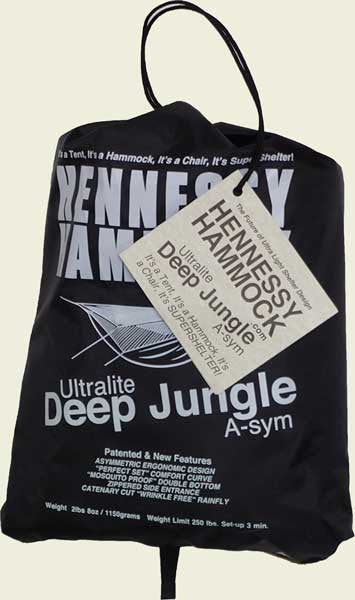 It's a Tent, It's a Hammock, It's a Chair, It's Super Shelter!
HENNESSY
HAMMOCK
Ultralite
Deep Jungle
A-sym
Patented & New Features
ASYMMETRIC ERGONOMIC DESIGN
"PERFECT SET" COMFORT CURVE
"MOSQUITO PROOF" DOUBLE BOTTOM
ZIPPERED SIDE ENTRANCE
CATENARY CUT "WRINKLE FREE" RAINFLY
Weight 2lbs 8oz / 1150grams Weight Limit 250 lbs. Set-up 3 min.
The Future of Ultra Light Shelter Design
HENNESSY
HAMMOCK
.com
Ultralite
Deep Jungle
A-sym
It's a Tent, It's a Hammock, It's
a Chair, It's SUPERSHELTER!